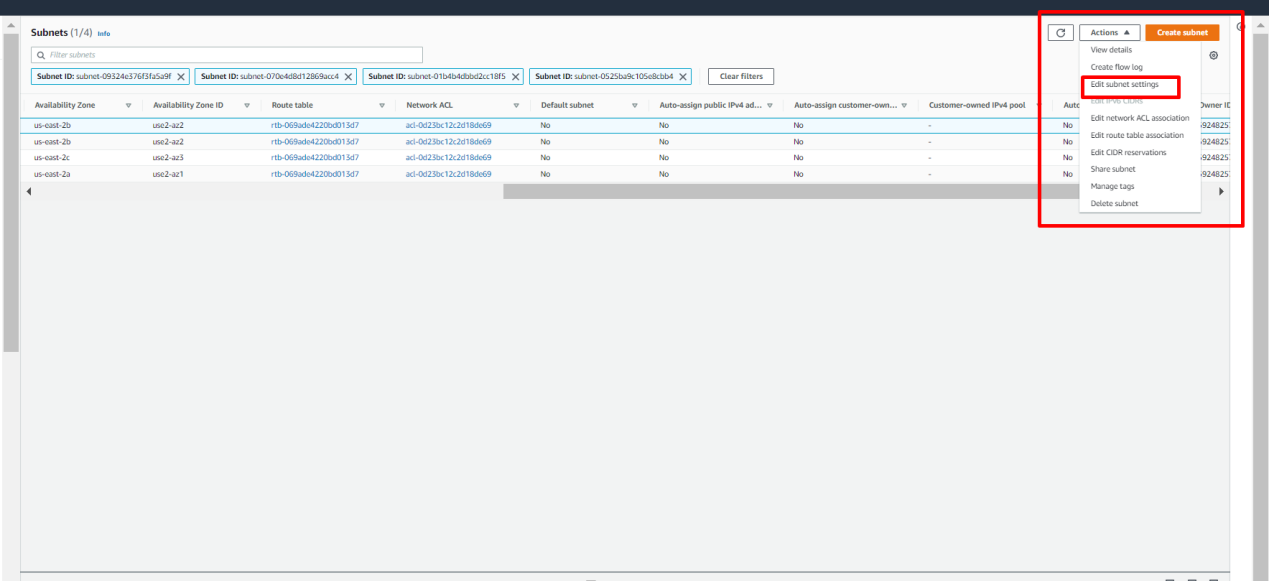 Subnets (1/4) Info
Actions
Create subnet
Filter subnets
Subnet ID: subnet-09324e376f3fa5a9f
Subnet ID: subnet-070e4d8d12869acc4
Subnet ID: subnet-01b4b4dbbd2cc18f5
Subnet ID: subnet-0525ba9c105e8cbb4
Clear filters
View details
Create flow log
Edit subnet settings
Edit IPv6 CIDRs
Edit network ACL association
Edit route table association
Edit CIDR reservations
Share subnet
Manage tags
Delete subnet
Availability Zone Availability Zone ID Route table Network ACL Default subnet Auto-assign public IPv4 ad... Auto-assign customer-own... Customer-owned IPv4 pool Owner ID
us-east-2b use2-az2 rtb-069ade4220bd013d7 acl-0d23bc12c2d18de69 No No No - No
us-east-2b use2-az2 rtb-069ade4220bd013d7 acl-0d23bc12c2d18de69 No No No - No
us-east-2c use2-az3 rtb-069ade4220bd013d7 acl-0d23bc12c2d18de69 No No No - No
us-east-2a use2-az1 rtb-069ade4220bd013d7 acl-0d23bc12c2d18de69 No No No - No